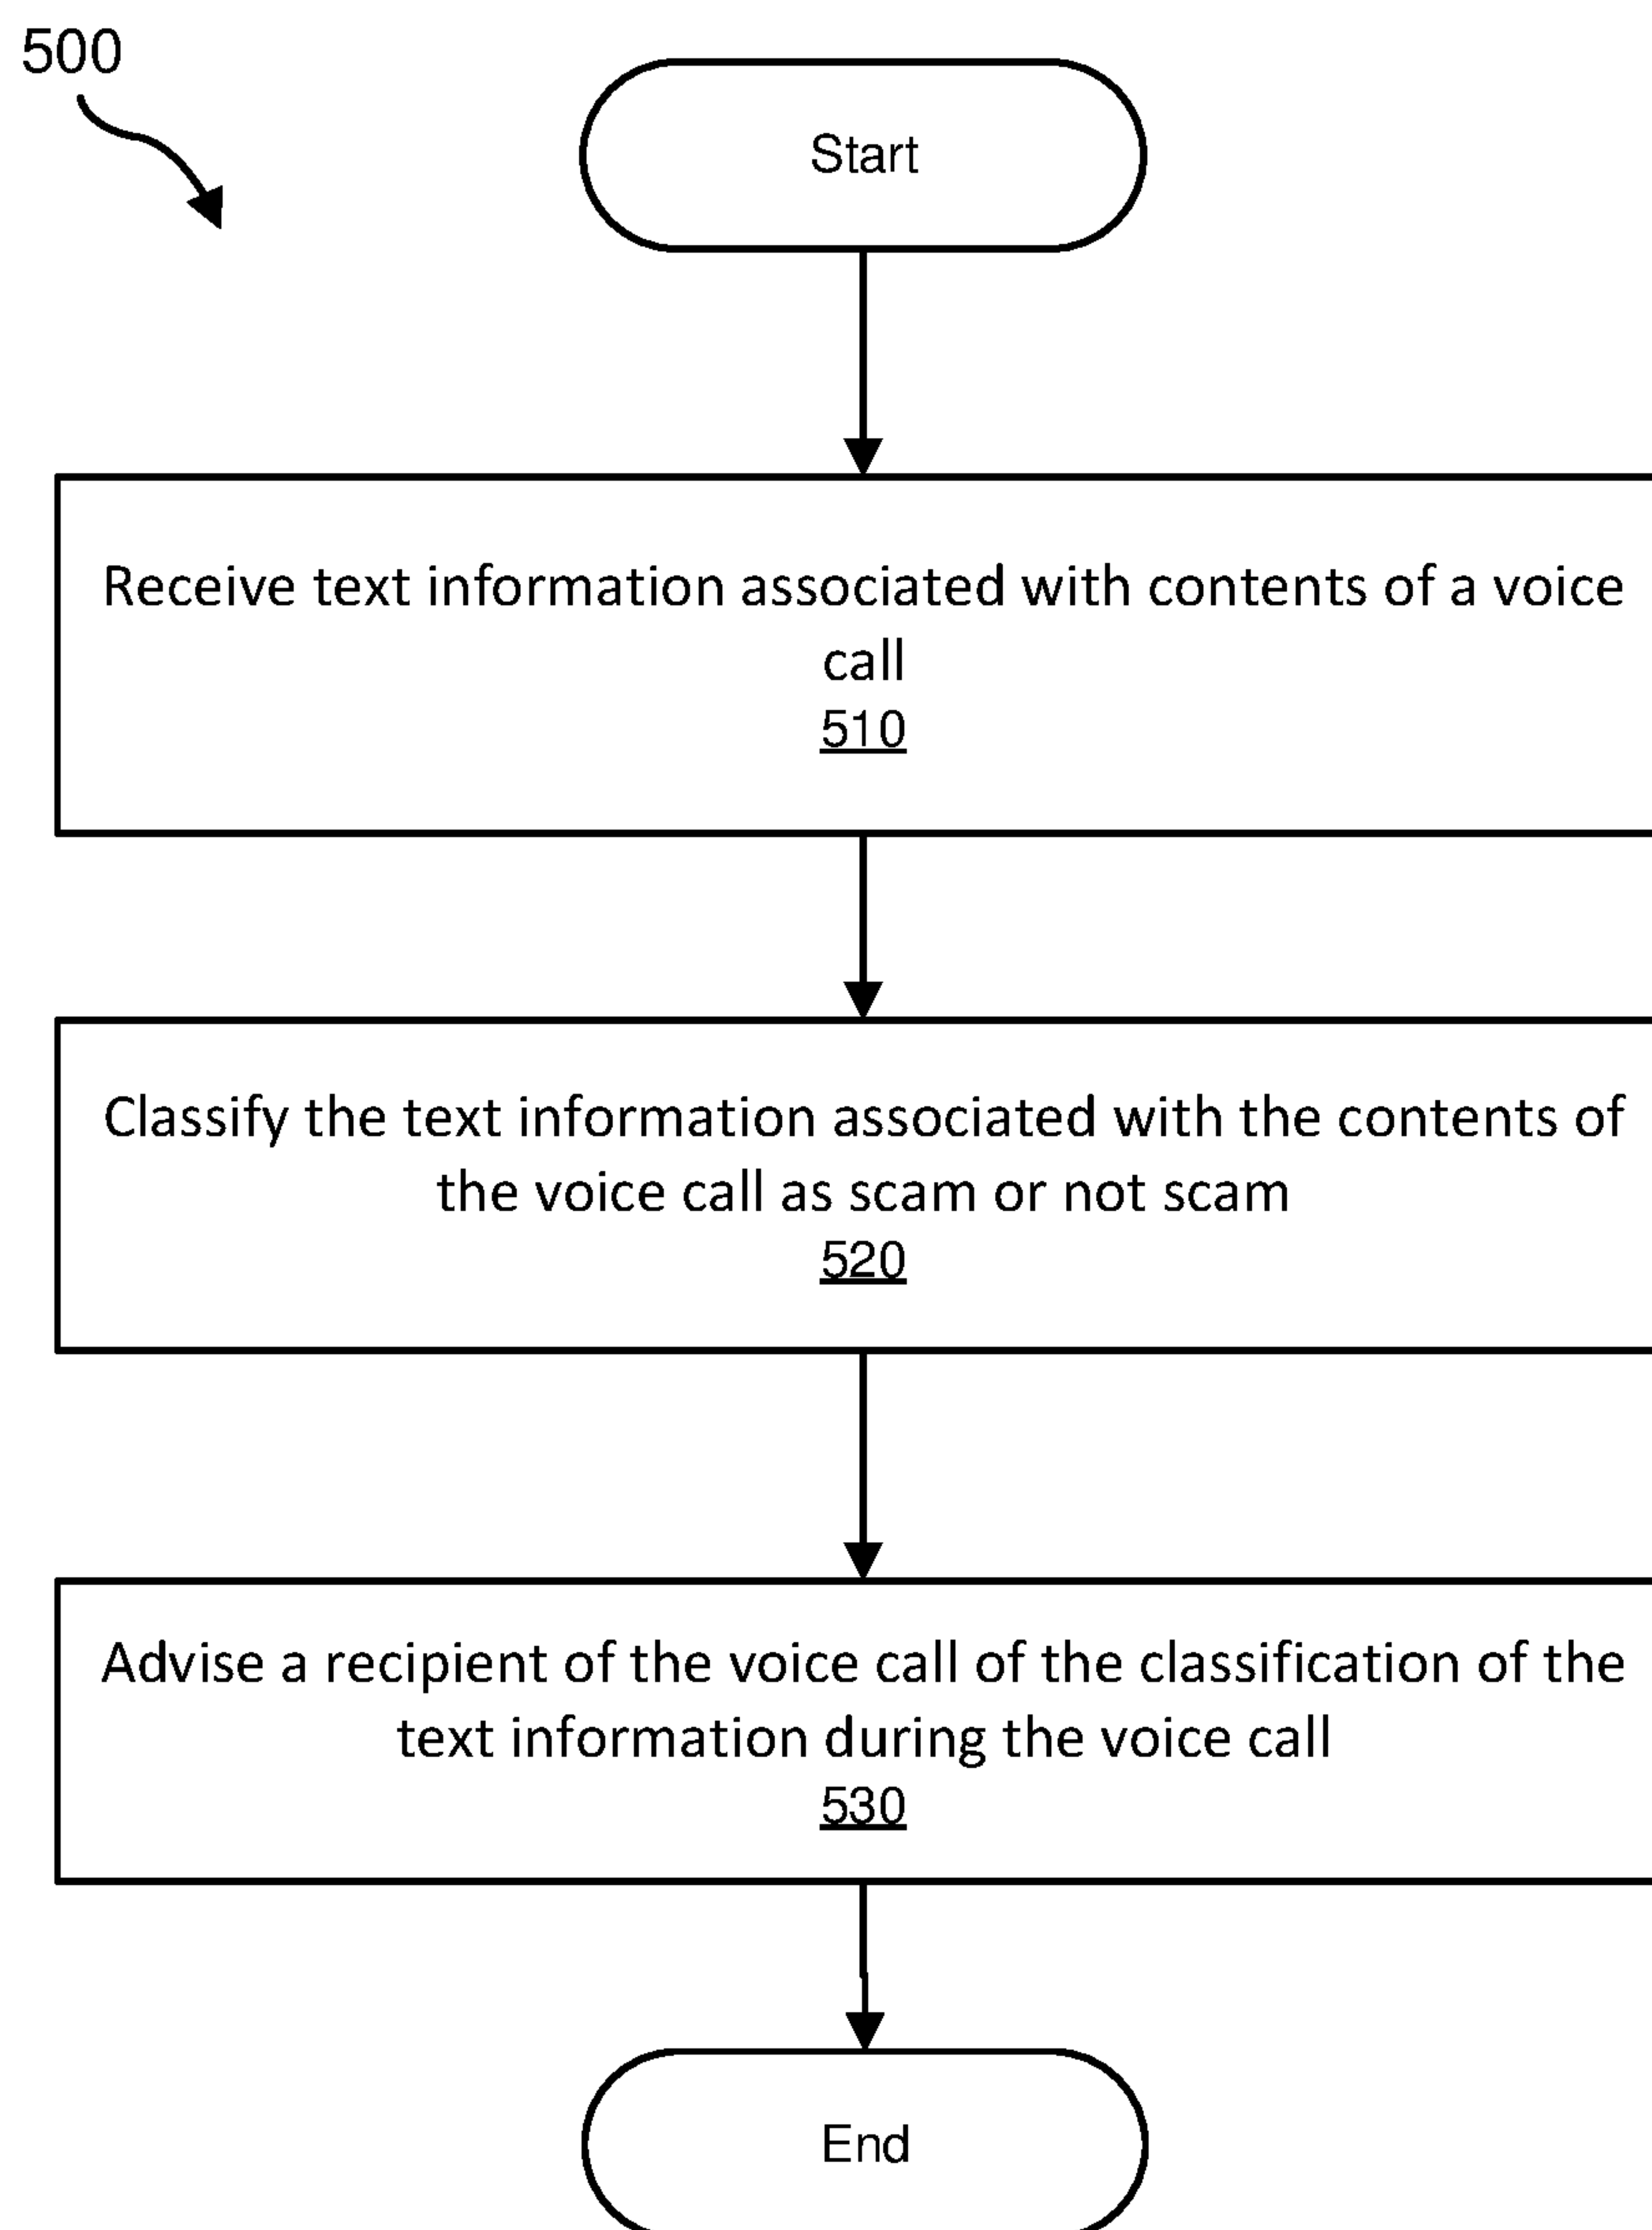 500
Start
Receive text information associated with contents of a voice
call
510
Classify the text information associated with the contents of
the voice call as scam or not scam
520
Advise a recipient of the voice call of the classification of the
text information during the voice call
530
End